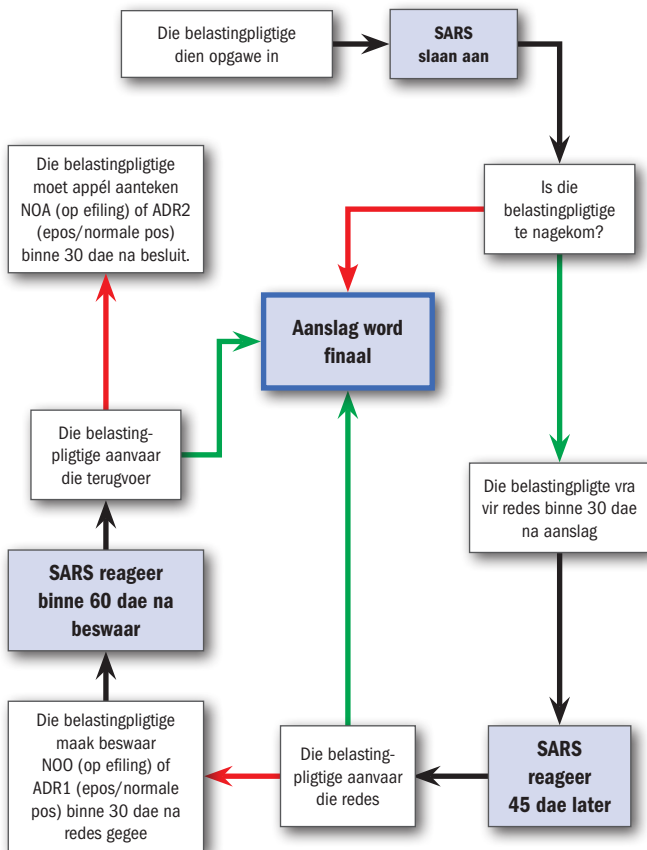 Die belastingpligtige
dien opgawe in
SARS
slaan aan
Is die
belastingpligtige
te nagekom?
Die belastingpligte vra
vir redes binne 30 dae
na aanslag
SARS
reageer
45 dae later
Die belasting-
pligtige aanvaar
die redes
Die belastingpligtige
maak beswaar
NOO (op efiling) of
ADR1 (epos/normale
pos) binne 30 dae na
redes gegee
SARS reageer
binne 60 dae na
beswaar
Die belasting-
pligtige aanvaar
die terugvoer
Die belastingpligtige
moet appél aanteken
NOA (op efiling) of ADR2
(epos/normale pos)
binne 30 dae na besluit.
Aanslag word
finaal